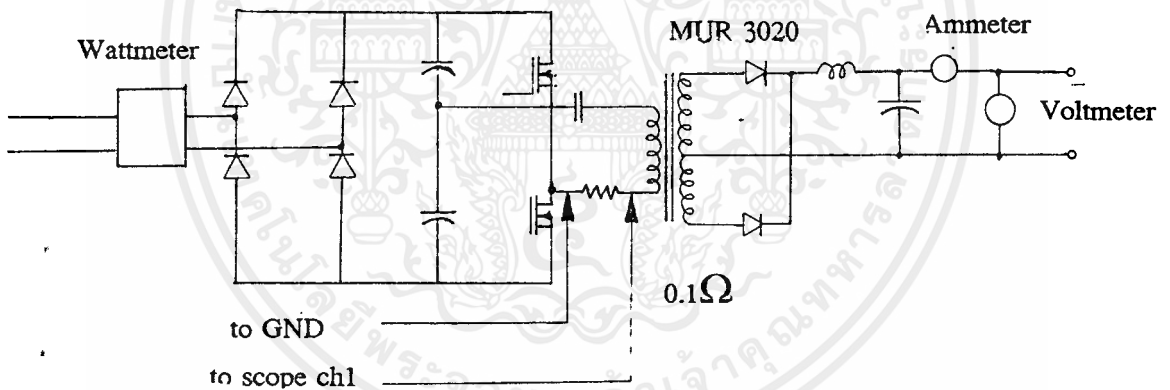 Wattmeter
MUR 3020
Ammeter
Voltmeter
0.1Ω
to GND
to scope ch1